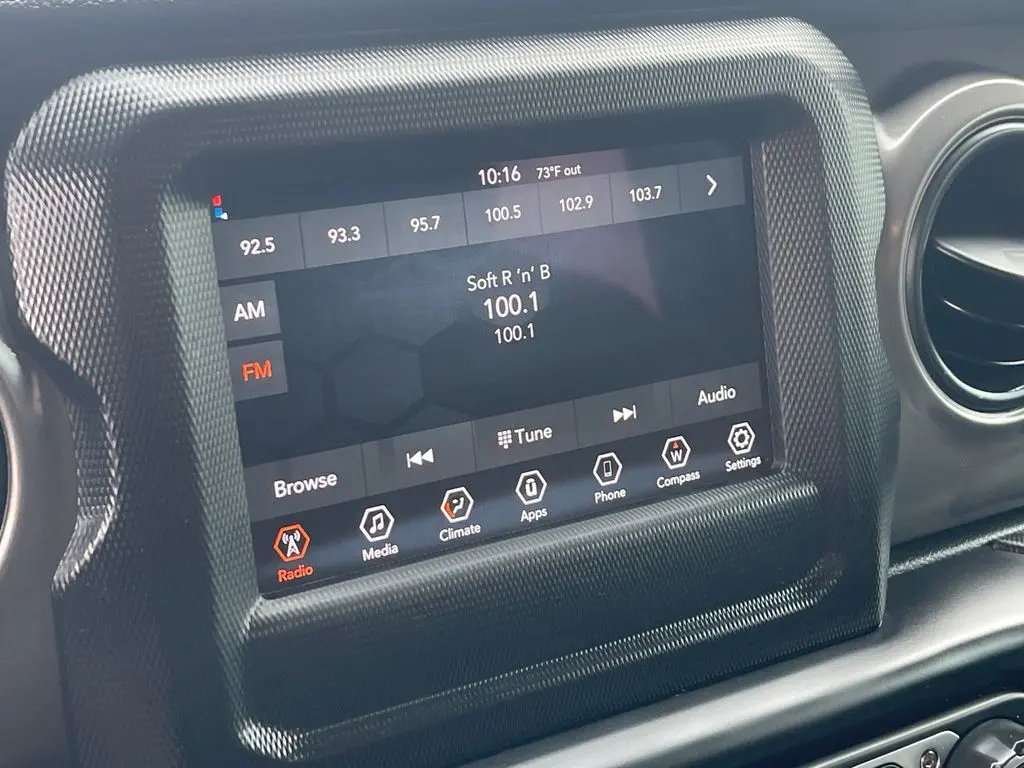 10:16 73°F out
92.5 93.3 95.7 100.5 102.9 103.7
Soft R 'n' B
AM 100.1
100.1
FM
Browse Tune Audio
Radio Media Climate Apps Phone Compass Settings
U W